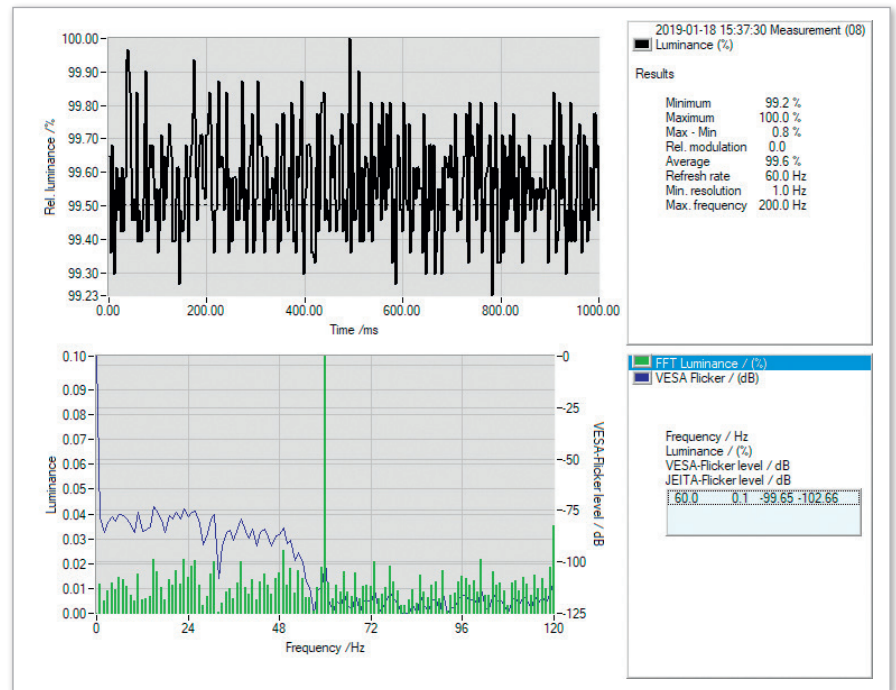 100.00
99.90
99.80
99.70
99.60
99.50
99.40
99.30
99.23
Rel. luminance /%
0.00 200.00 400.00 600.00 800.00 1000.00
Time /ms
2019-01-18 15:37:30 Measurement (08)
Luminance (%)
Results
Minimum 99.2 %
Maximum 100.0 %
Max - Min 0.8 %
Rel. modulation 0.0
Average 99.6 %
Refresh rate 60.0 Hz
Min. resolution 1.0 Hz
Max. frequency 200.0 Hz
0.10
0.09
0.08
0.07
0.06
0.05
0.04
0.03
0.02
0.01
0.00
Luminance
0 24 48 72 96 120
Frequency /Hz
-0
-25
-50
-75
-100
-125
VESA-Flicker level / dB
FFT Luminance / (%)
VESA Flicker / (dB)
Frequency / Hz
Luminance / (%)
VESA-Flicker level / dB
JEITA-Flicker level / dB
60.0 0.1 -99.65 -102.66